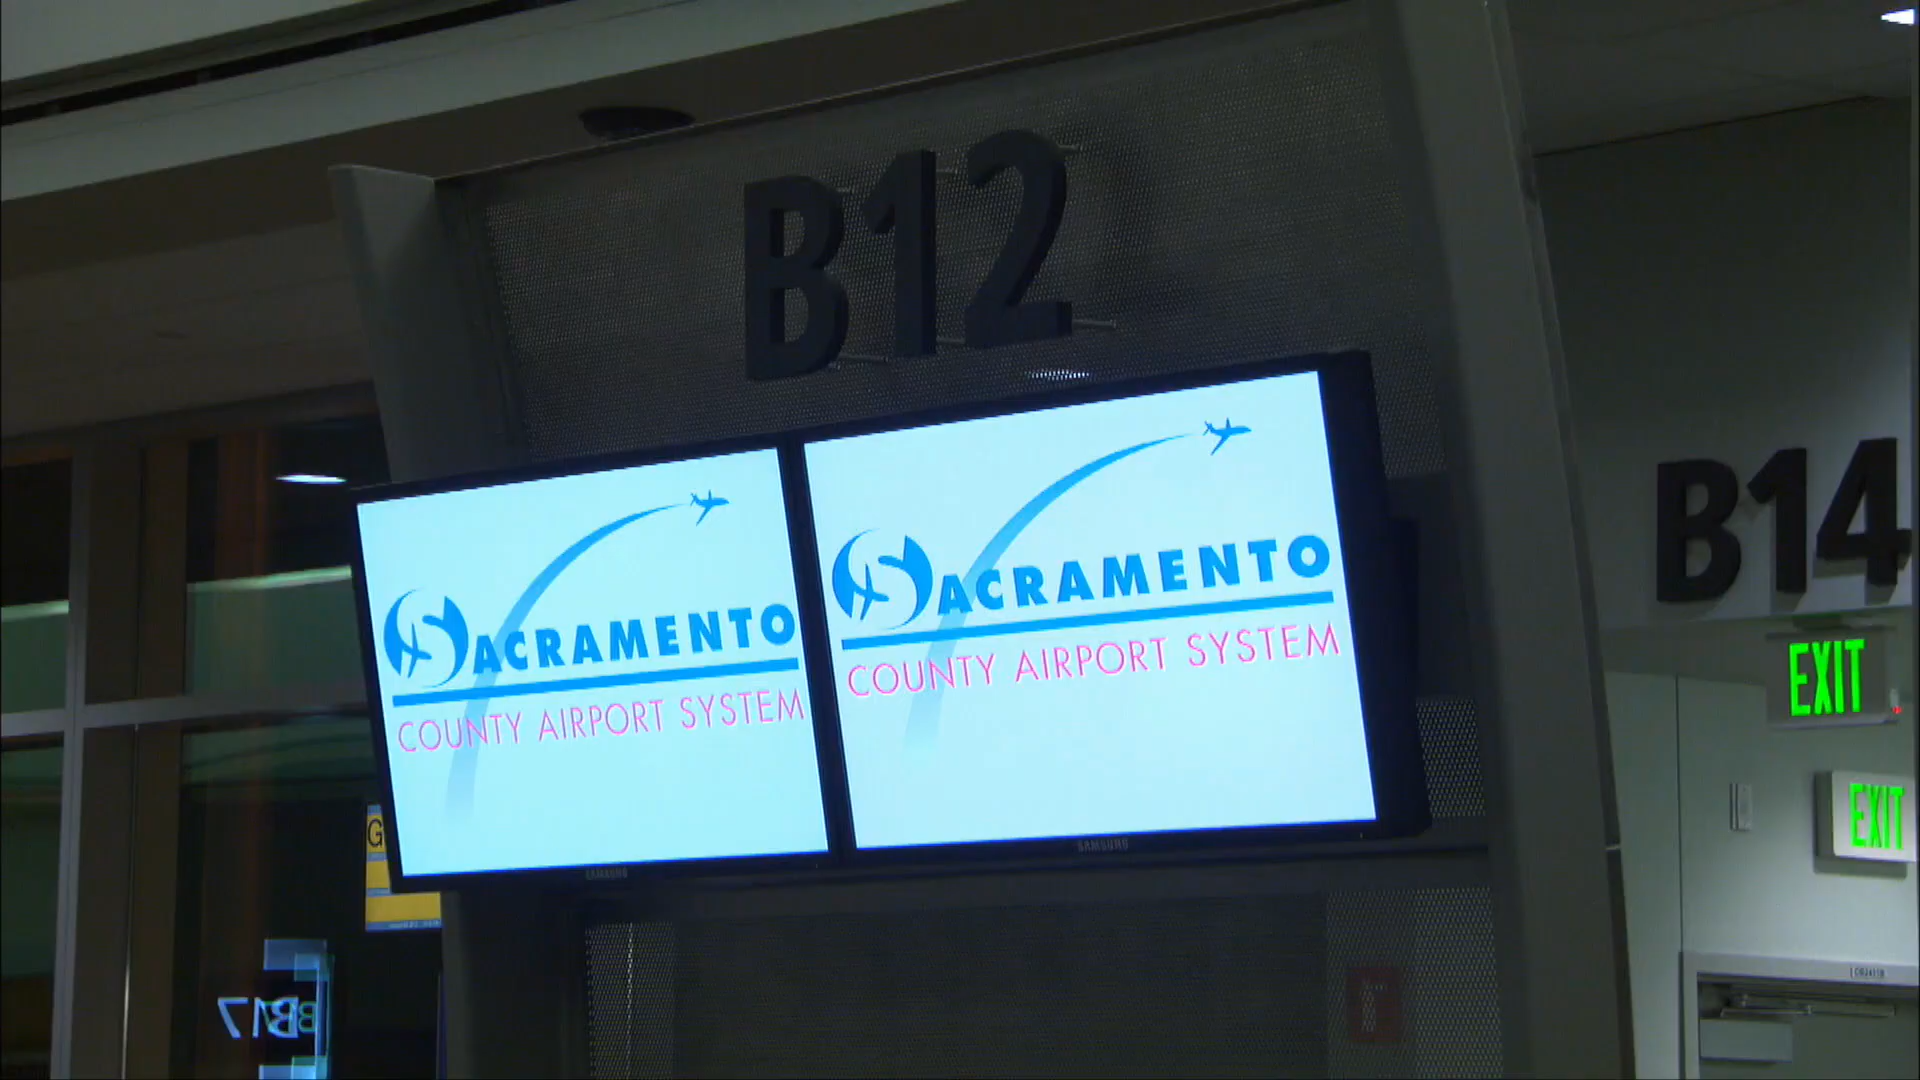 B12
SACRAMENTO
COUNTY AIRPORT SYSTEM
SACRAMENTO
COUNTY AIRPORT SYSTEM
SAMSUNG
SAMSUNG
B14
EXIT
EXIT
G
B17